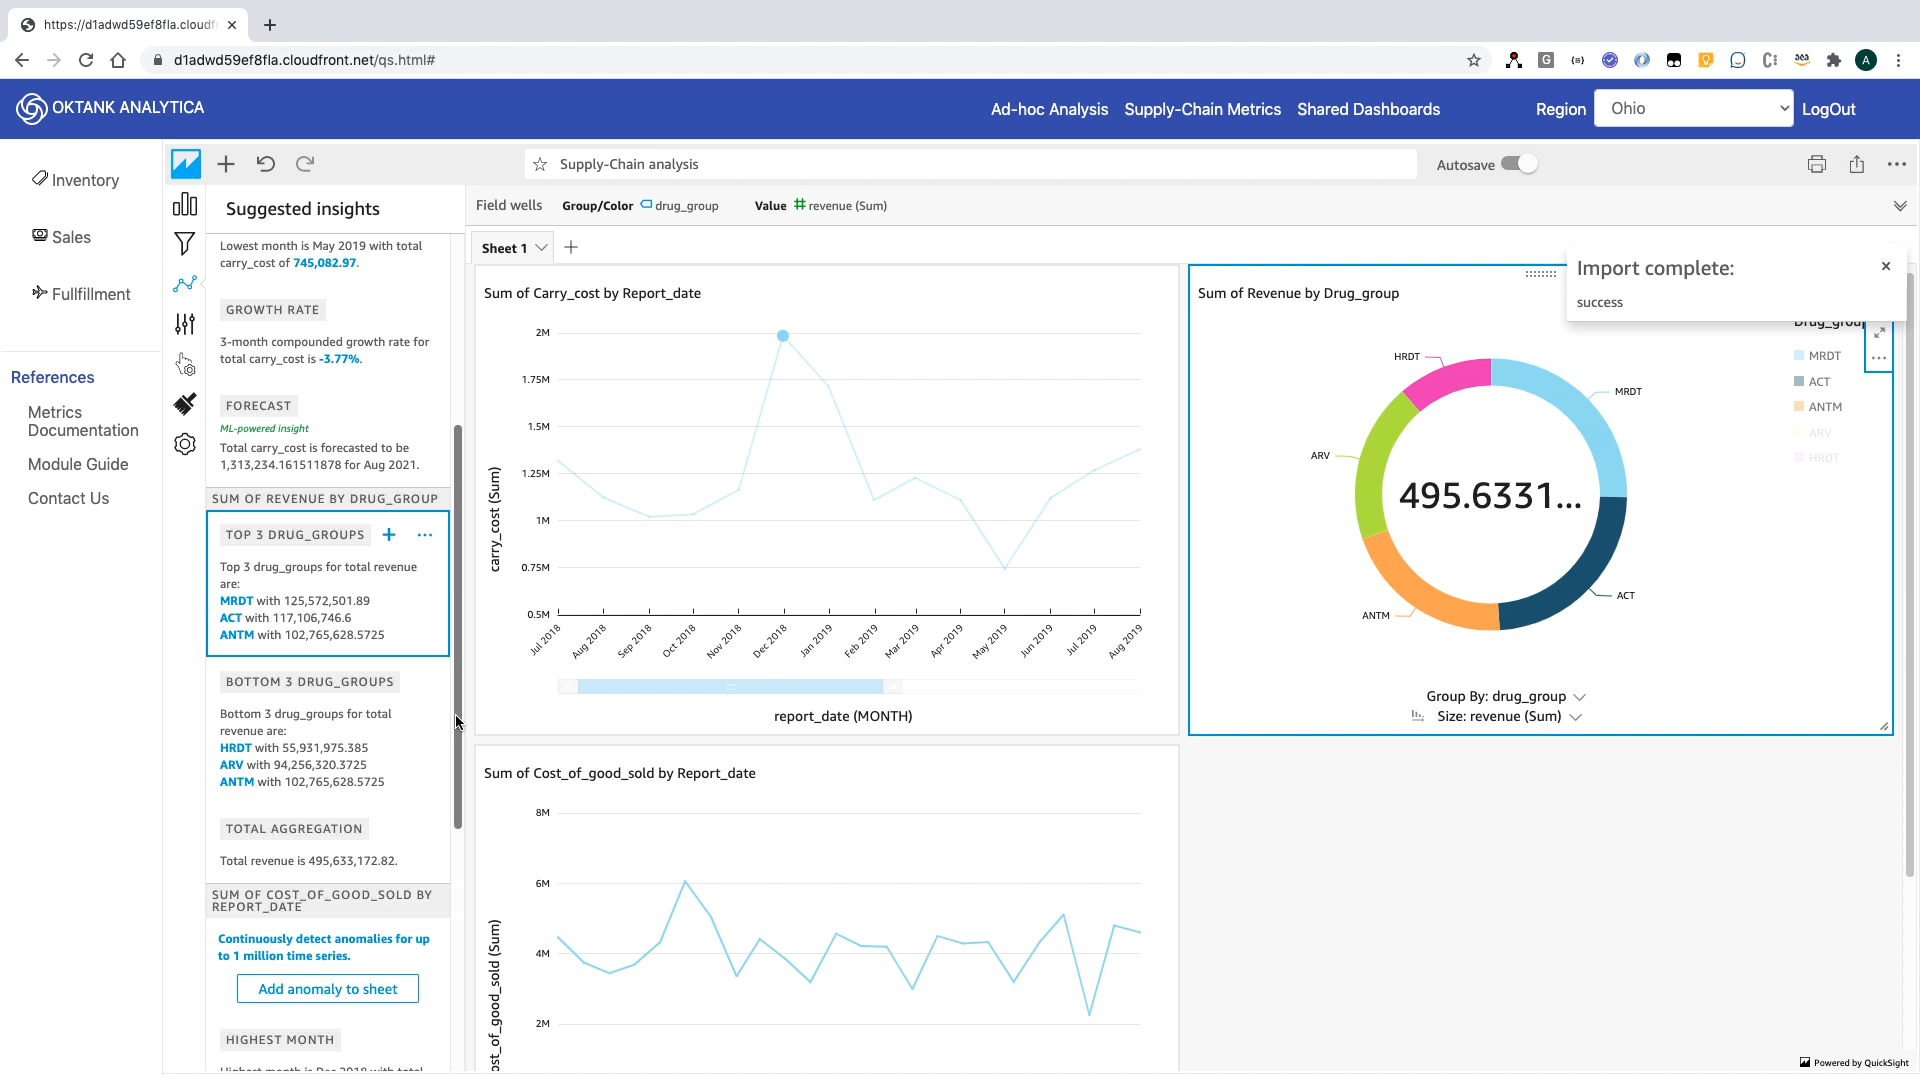 https://d1adwd59ef8fla.cloudfr
d1adwd59ef8fla.cloudfront.net/qs.html#
OKTANK ANALYTICA
Ad-hoc Analysis Supply-Chain Metrics Shared Dashboards
Region Ohio LogOut
Inventory
Sales
Fullfillment
References
Metrics
Documentation
Module Guide
Contact Us
Supply-Chain analysis
Autosave
Suggested insights
Lowest month is May 2019 with total
carry_cost of 745,082.97.
GROWTH RATE
3-month compounded growth rate for
total carry_cost is -3.77%.
FORECAST
ML-powered insight
Total carry_cost is forecasted to be
1,313,234.161511878 for Aug 2021.
SUM OF REVENUE BY DRUG_GROUP
TOP 3 DRUG_GROUPS
Top 3 drug_groups for total revenue
are:
MRDT with 125,572,501.89
ACT with 117,106,746.6
ANTM with 102,765,628.5725
BOTTOM 3 DRUG_GROUPS
Bottom 3 drug_groups for total
revenue are:
HRDT with 55,931,975.385
ARV with 94,256,320.3725
ANTM with 102,765,628.5725
TOTAL AGGREGATION
Total revenue is 495,633,172.82.
SUM OF COST_OF_GOOD_SOLD BY
REPORT_DATE
Continuously detect anomalies for up
to 1 million time series.
Add anomaly to sheet
HIGHEST MONTH
Highest month is Dec 2018 with total
Field wells Group/Color drug_group Value revenue (Sum)
Sheet 1
Sum of Carry_cost by Report_date
carry_cost (Sum)
2M
1.75M
1.5M
1.25M
1M
0.75M
0.5M
Jul 2018
Aug 2018
Sep 2018
Oct 2018
Nov 2018
Dec 2018
Jan 2019
Feb 2019
Mar 2019
Apr 2019
May 2019
Jun 2019
Jul 2019
Aug 2019
report_date (MONTH)
Sum of Revenue by Drug_group
Import complete:
success
Drug_group
MRDT
ACT
ANTM
ARV
HRDT
HRDT
MRDT
ARV
495.6331...
ANTM
ACT
Group By: drug_group
Size: revenue (Sum)
Sum of Cost_of_good_sold by Report_date
ost_of_good_sold (Sum)
8M
6M
4M
2M
Powered by QuickSight
G
A
aea